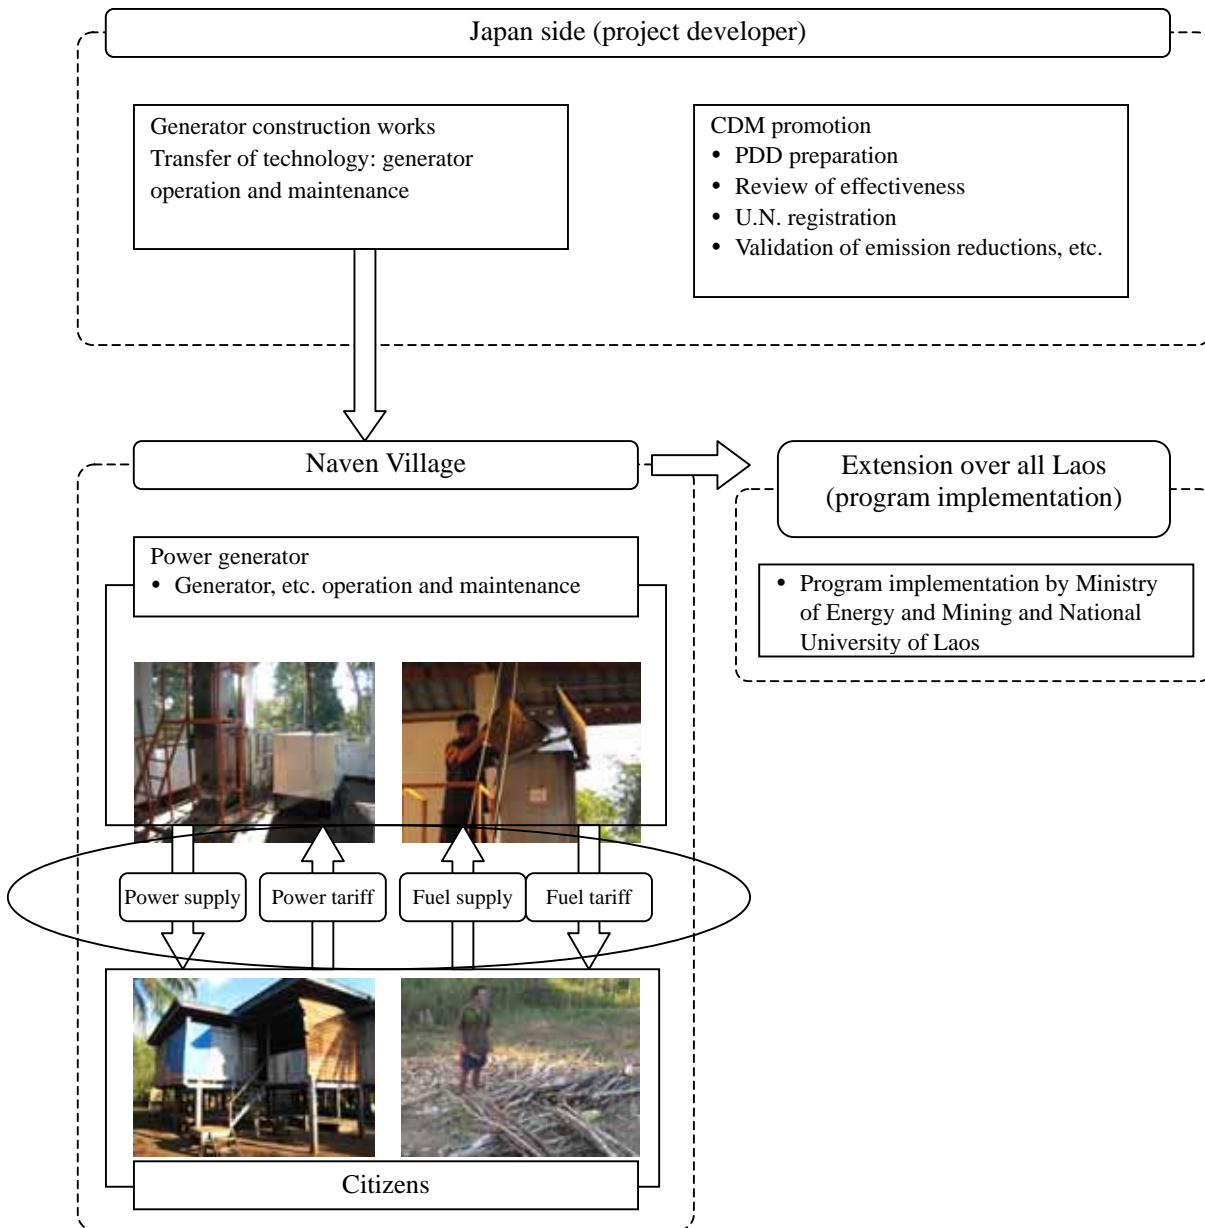 Japan side (project developer)
Generator construction works
Transfer of technology: generator
operation and maintenance
CDM promotion
• PDD preparation
• Review of effectiveness
• U.N. registration
• Validation of emission reductions, etc.
Naven Village
Extension over all Laos
(program implementation)
Power generator
• Generator, etc. operation and maintenance
• Program implementation by Ministry
of Energy and Mining and National
University of Laos
Power supply
Power tariff
Fuel supply
Fuel tariff
Citizens